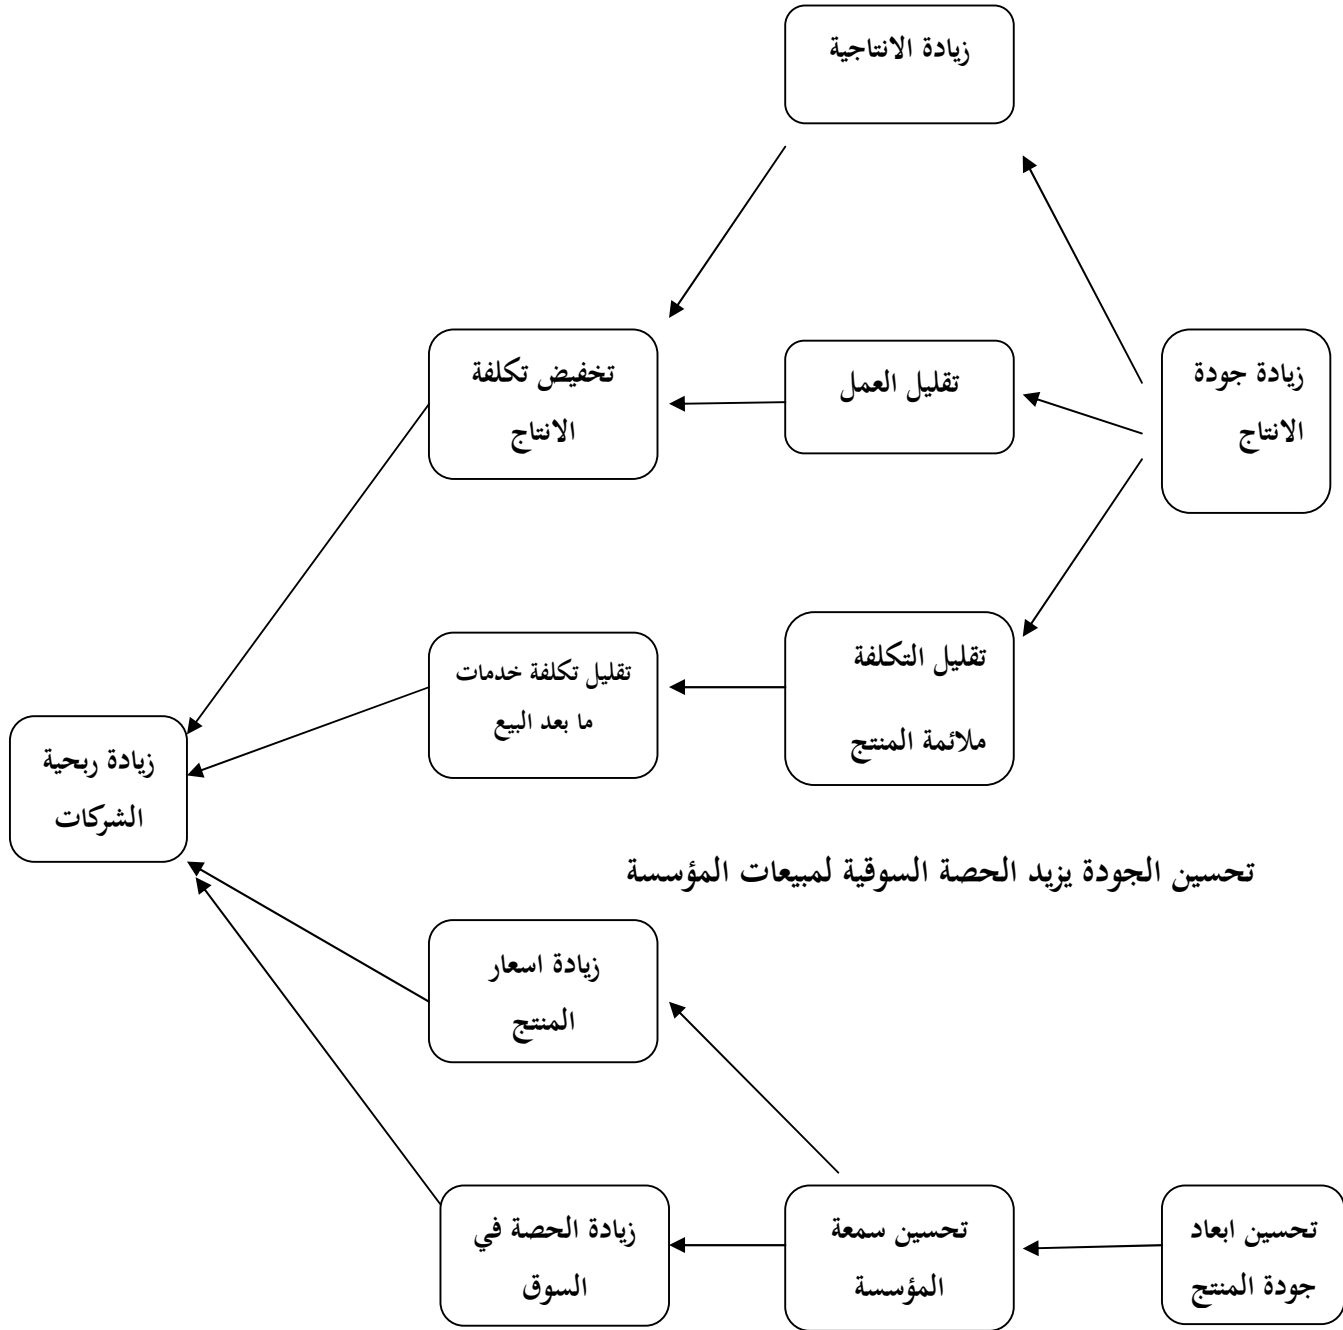 زيادة الانتاجية
زيادة جودة
الانتاج
تقليل العمل
تخفيض تكلفة
الانتاج
تقليل التكلفة
ملائمة المنتج
تقليل تكلفة خدمات
ما بعد البيع
زيادة ربحية
الشركات
تحسين الجودة يزيد الحصة السوقية لمبيعات المؤسسة
زيادة اسعار
المنتج
تحسين ابعاد
جودة المنتج
تحسين سمعة
المؤسسة
زيادة الحصة في
السوق